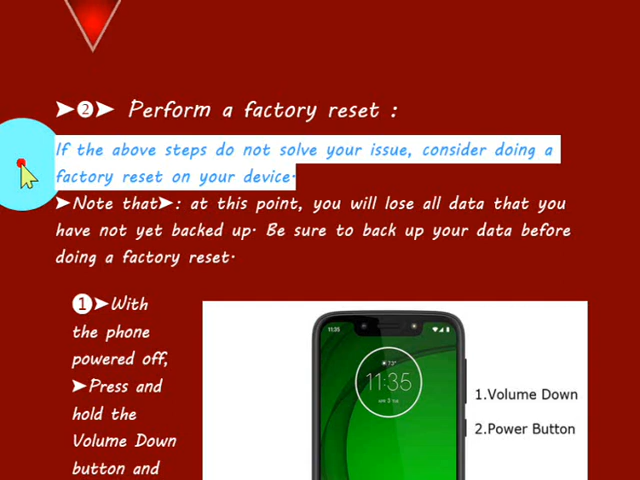 ➤❷➤ Perform a factory reset :
If the above steps do not solve your issue, consider doing a
factory reset on your device.
➤Note that➤: at this point, you will lose all data that you
have not yet backed up. Be sure to back up your data before
doing a factory reset.
❶➤With
the phone
powered off,
➤Press and
hold the
Volume Down
button and
11:35
11:35
1.Volume Down
2.Power Button